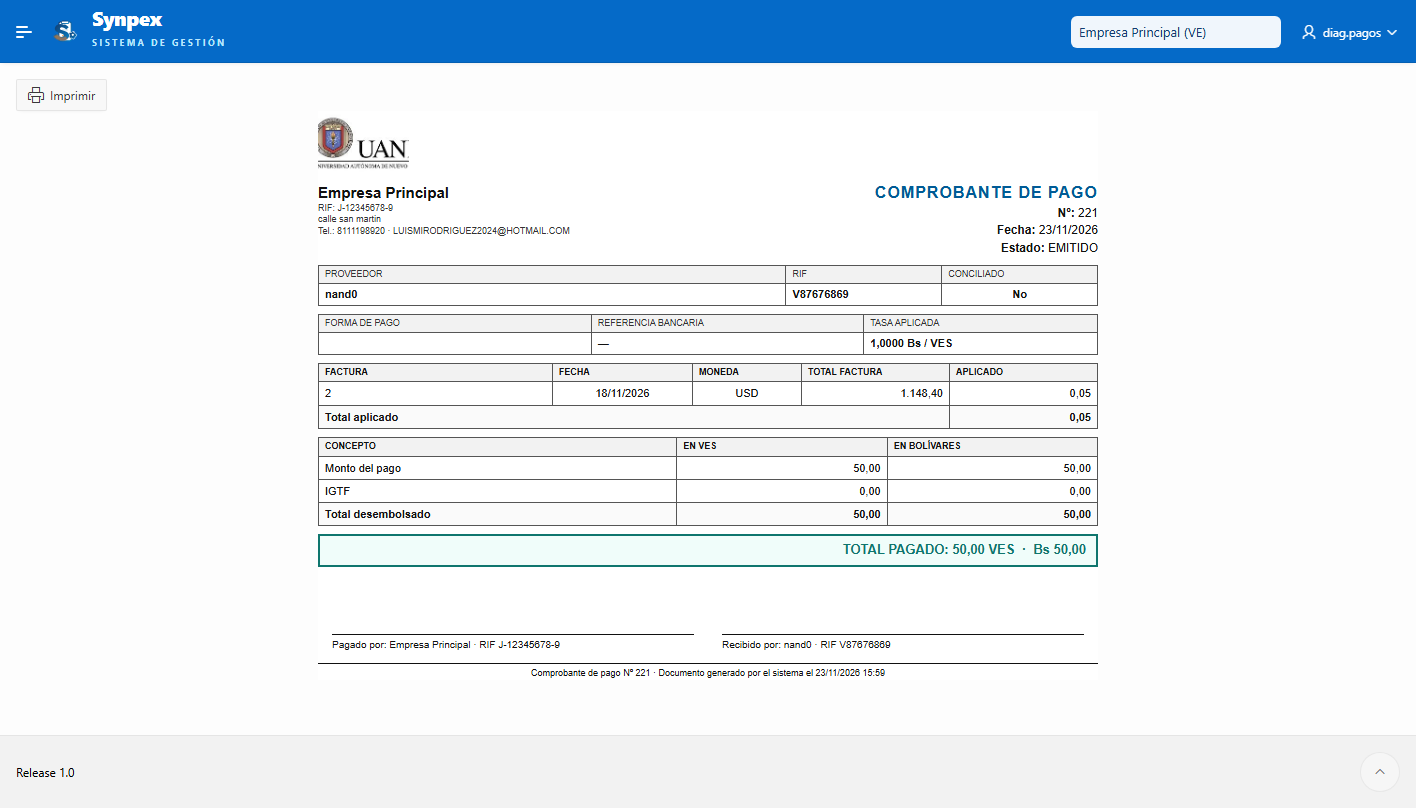 Synpex
SISTEMA DE GESTIÓN
Empresa Principal (VE)
diag.pagos
Imprimir
UAN
NIVERSIDAD AUTÓNOMA DE NUEVO
Empresa Principal
RIF: J-12345678-9
calle san martin
Tel.: 8111198920 · LUISMIRODRIGUEZ2024@HOTMAIL.COM
COMPROBANTE DE PAGO
Nº: 221
Fecha: 23/11/2026
Estado: EMITIDO
PROVEEDOR RIF CONCILIADO
nand0 V87676869 No
FORMA DE PAGO REFERENCIA BANCARIA TASA APLICADA
— 1,0000 Bs / VES
FACTURA FECHA MONEDA TOTAL FACTURA APLICADO
2 18/11/2026 USD 1.148,40 0,05
Total aplicado 0,05
CONCEPTO EN VES EN BOLÍVARES
Monto del pago 50,00 50,00
IGTF 0,00 0,00
Total desembolsado 50,00 50,00
TOTAL PAGADO: 50,00 VES · Bs 50,00
Pagado por: Empresa Principal · RIF J-12345678-9
Recibido por: nand0 · RIF V87676869
Comprobante de pago Nº 221 · Documento generado por el sistema el 23/11/2026 15:59
Release 1.0